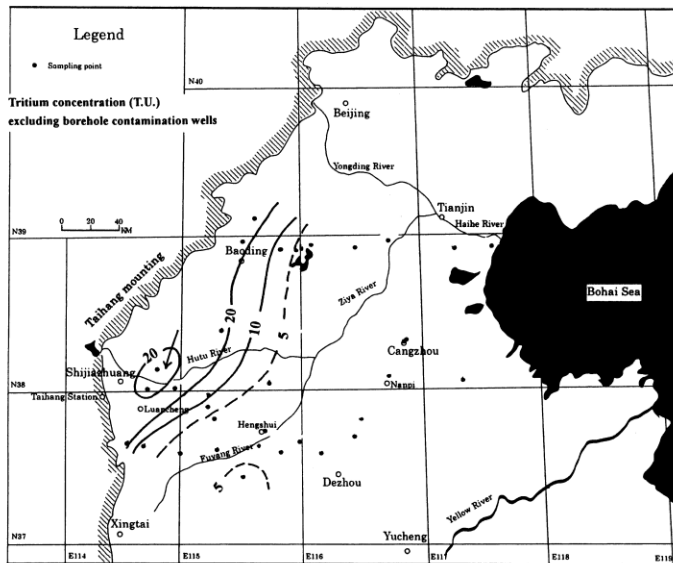 Legend
Sampling point
Tritium concentration (T.U.)
excluding borehole contamination wells
N40
Beijing
Yongding River
0 20 40
NM
Tianjin
Haihe River
N39
Baoding
Taihang mounting
Ziya River
Bohai Sea
20
10
5
20
Hutu River
Shijiazhuang
Cangzhou
N38
Taihang Station
Luancheng
Nanpi
Hengshui
Fuyang River
5
Dezhou
Yellow River
Xingtai
N37
Yucheng
E114
E115
E116
E117
E118
E119